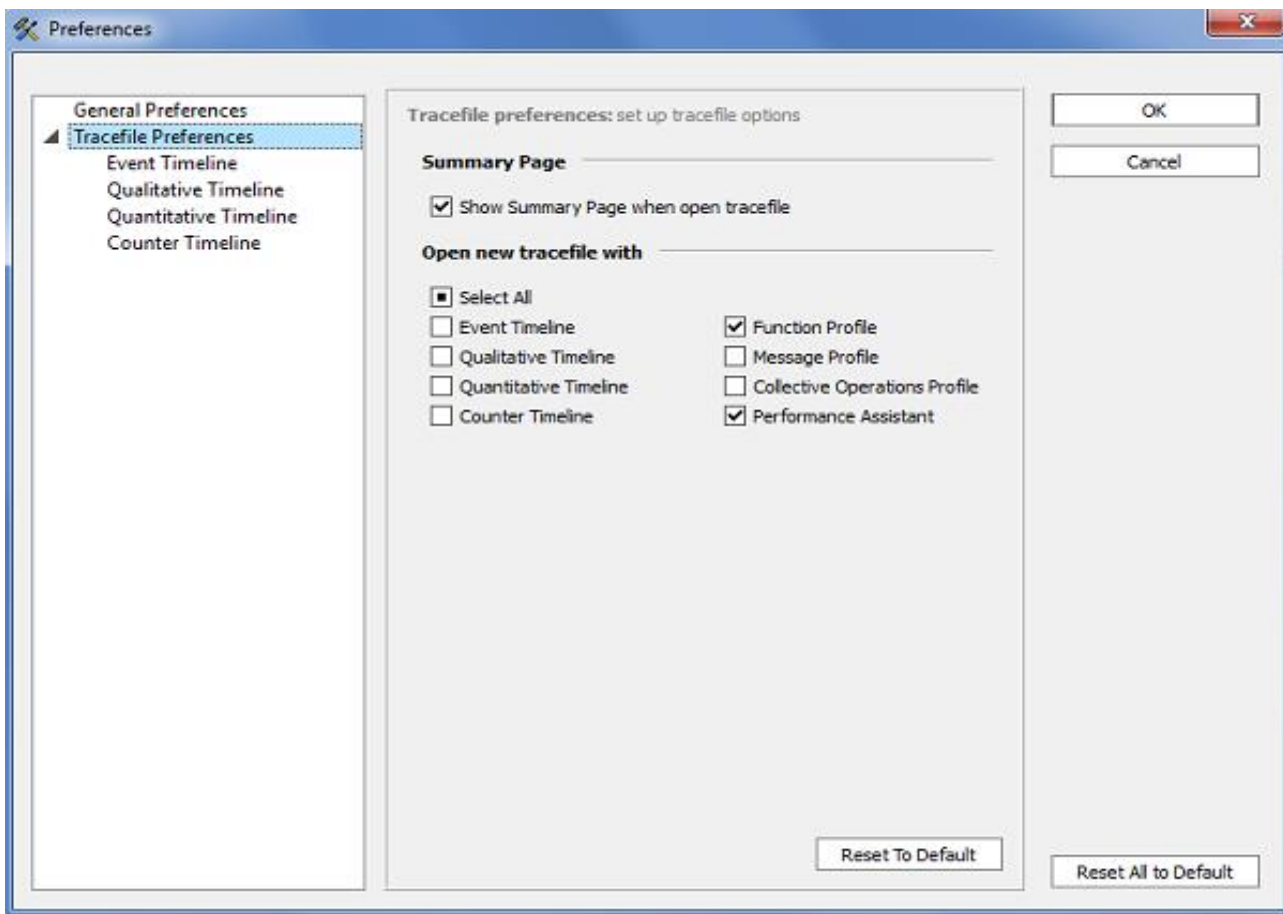 Preferences
General Preferences
Tracefile Preferences
Event Timeline
Qualitative Timeline
Quantitative Timeline
Counter Timeline
Tracefile preferences: set up tracefile options
Summary Page
Show Summary Page when open tracefile
Open new tracefile with
Select All
Event Timeline
Function Profile
Qualitative Timeline
Message Profile
Quantitative Timeline
Collective Operations Profile
Counter Timeline
Performance Assistant
Reset To Default
OK
Cancel
Reset All to Default